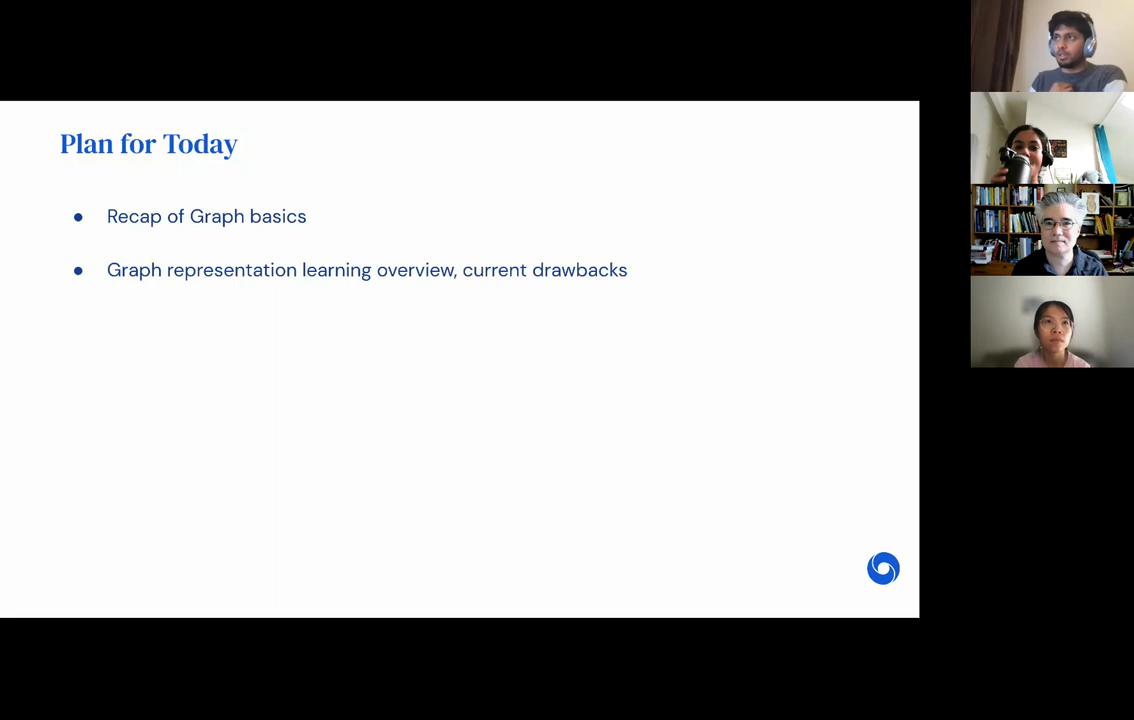 Plan for Today
● Recap of Graph basics
● Graph representation learning overview, current drawbacks